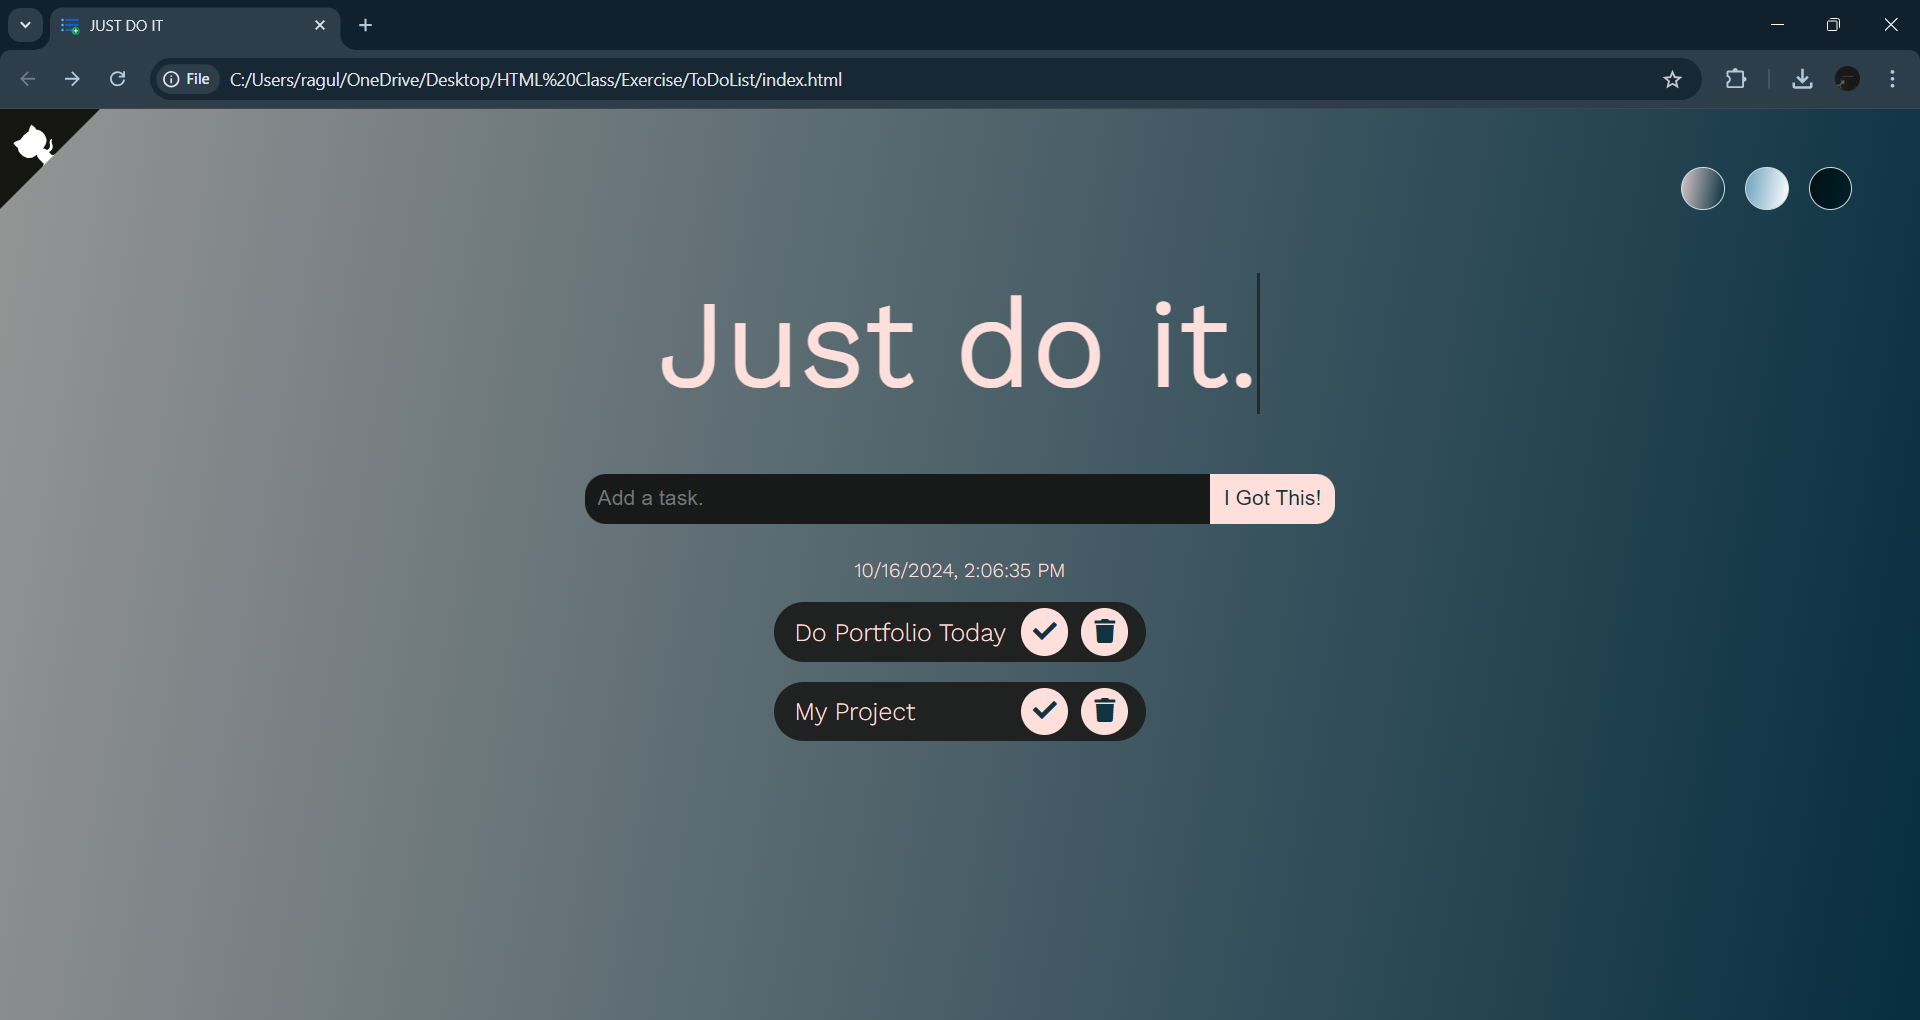 JUST DO IT
File C:/Users/ragul/OneDrive/Desktop/HTML%20Class/Exercise/ToDoList/index.html
Just do it.
Add a task. I Got This!
10/16/2024, 2:06:35 PM
Do Portfolio Today
My Project